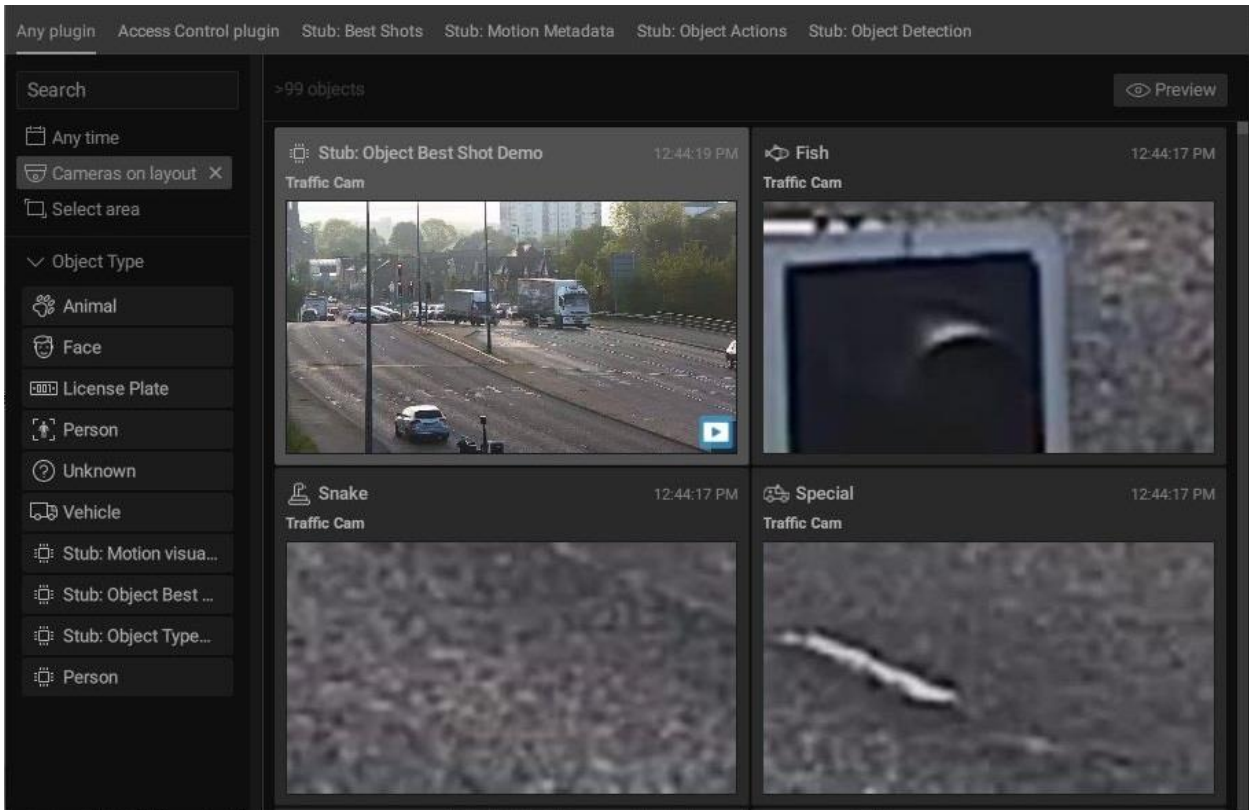 Any plugin Access Control plugin Stub: Best Shots Stub: Motion Metadata Stub: Object Actions Stub: Object Detection
Search
Any time
Cameras on layout
Select area
Object Type
Animal
Face
License Plate
Person
Unknown
Vehicle
Stub: Motion visua...
Stub: Object Best ...
Stub: Object Type...
Person
>99 objects
Preview
Stub: Object Best Shot Demo 12:44:19 PM
Traffic Cam
Fish 12:44:17 PM
Traffic Cam
Snake 12:44:17 PM
Traffic Cam
Special 12:44:17 PM
Traffic Cam